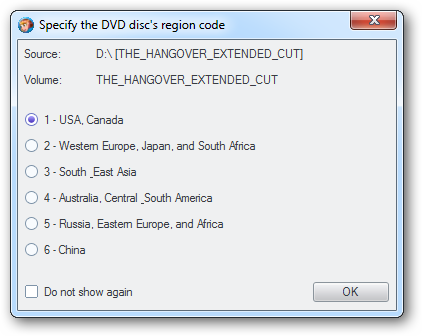 Specify the DVD disc's region code
Source: D:\ [THE_HANGOVER_EXTENDED_CUT]
Volume: THE_HANGOVER_EXTENDED_CUT
1 - USA, Canada
2 - Western Europe, Japan, and South Africa
3 - South _East Asia
4 - Australia, Central _South America
5 - Russia, Eastern Europe, and Africa
6 - China
Do not show again
OK